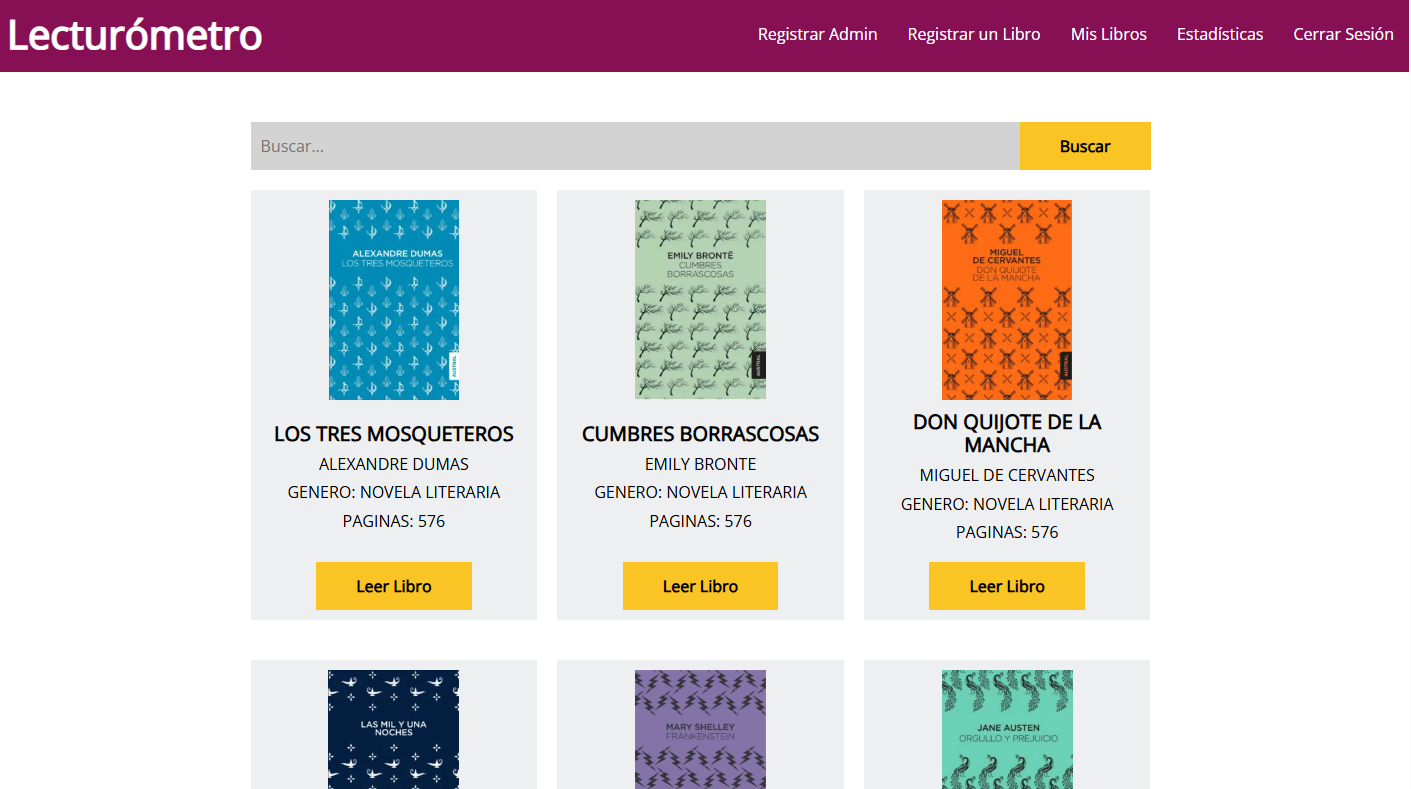 Lecturómetro
Registrar Admin
Registrar un Libro
Mis Libros
Estadísticas
Cerrar Sesión
Buscar...
Buscar
ALEXANDRE DUMAS
LOS TRES MOSQUETEROS
AUSTRAL
LOS TRES MOSQUETEROS
ALEXANDRE DUMAS
GENERO: NOVELA LITERARIA
PAGINAS: 576
Leer Libro
EMILY BRONTË
CUMBRES
BORRASCOSAS
AUSTRAL
CUMBRES BORRASCOSAS
EMILY BRONTE
GENERO: NOVELA LITERARIA
PAGINAS: 576
Leer Libro
MIGUEL
DE CERVANTES
DON QUIJOTE
DE LA MANCHA
AUSTRAL
DON QUIJOTE DE LA
MANCHA
MIGUEL DE CERVANTES
GENERO: NOVELA LITERARIA
PAGINAS: 576
Leer Libro
LAS MIL Y UNA
NOCHES
MARY SHELLEY
FRANKENSTEIN
JANE AUSTEN
ORGULLO Y PREJUICIO